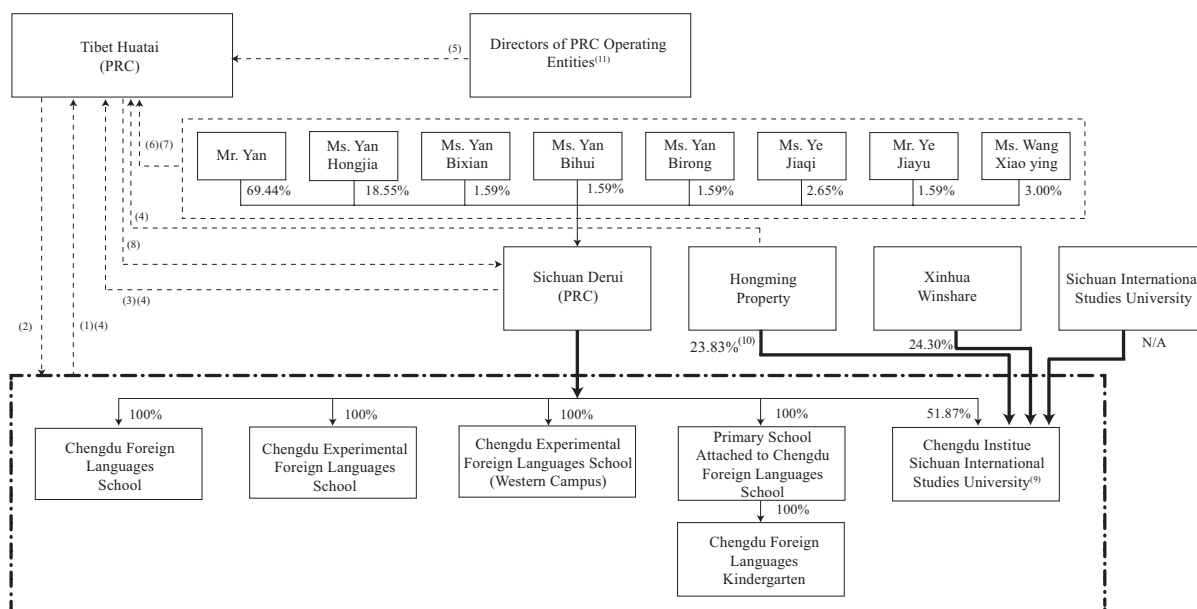 Tibet Huatai
(PRC)
(5)
Directors of PRC Operating
Entities(11)
(6)(7)
Mr. Yan
Ms. Yan
Hongjia
Ms. Yan
Bixian
Ms. Yan
Bihui
Ms. Yan
Birong
Ms. Ye
Jiaqi
Mr. Ye
Jiayu
Ms. Wang
Xiao ying
69.44%
18.55%
1.59%
1.59%
1.59%
2.65%
1.59%
3.00%
(4)
(8)
(3)(4)
(2)
(1)(4)
Sichuan Derui
(PRC)
Hongming
Property
Xinhua
Winshare
Sichuan International
Studies University
23.83%(10)
24.30%
N/A
100%
100%
100%
100%
51.87%
Chengdu Foreign
Languages
School
Chengdu Experimental
Foreign Languages
School
Chengdu Experimental
Foreign Languages School
(Western Campus)
Primary School
Attached to Chengdu
Foreign Languages
School
Chengdu Institue
Sichuan International
Studies University(9)
100%
Chengdu Foreign
Languages
Kindergarten